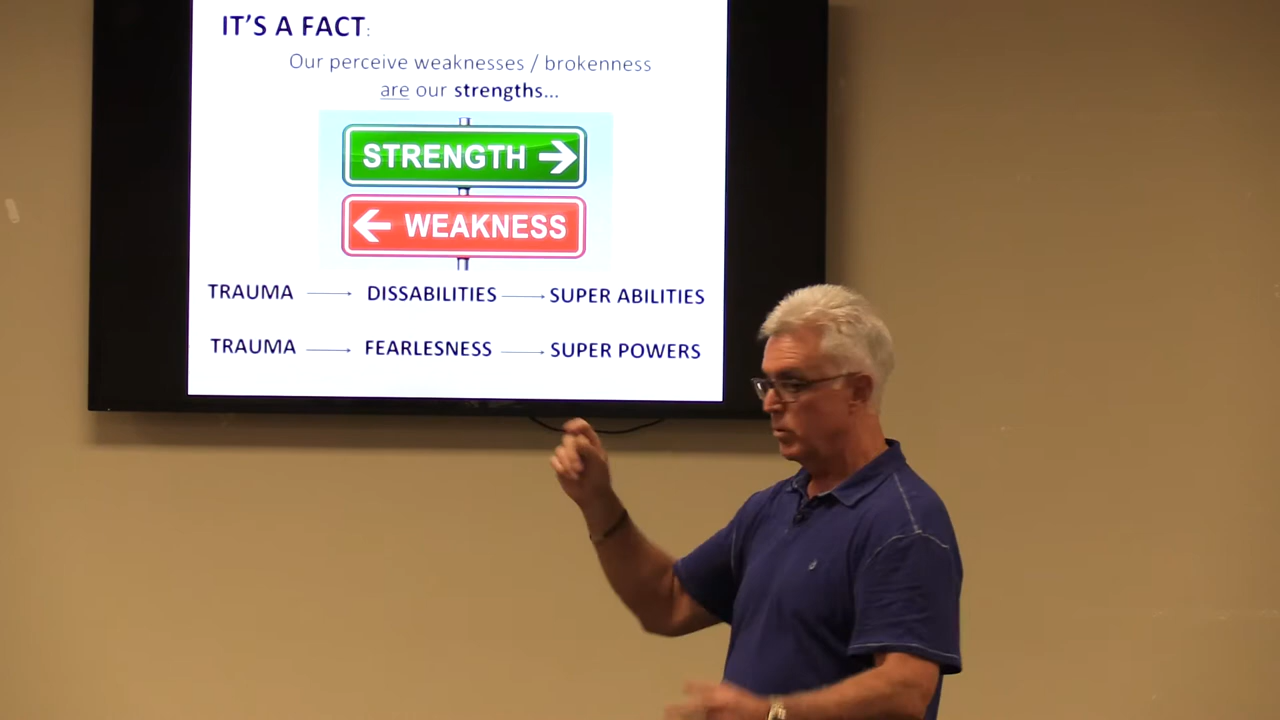 IT'S A FACT:
Our perceive weaknesses / brokenness
are our strengths...
STRENGTH →
← WEAKNESS
TRAUMA → DISSABILITIES → SUPER ABILITIES
TRAUMA → FEARLESNESS → SUPER POWERS